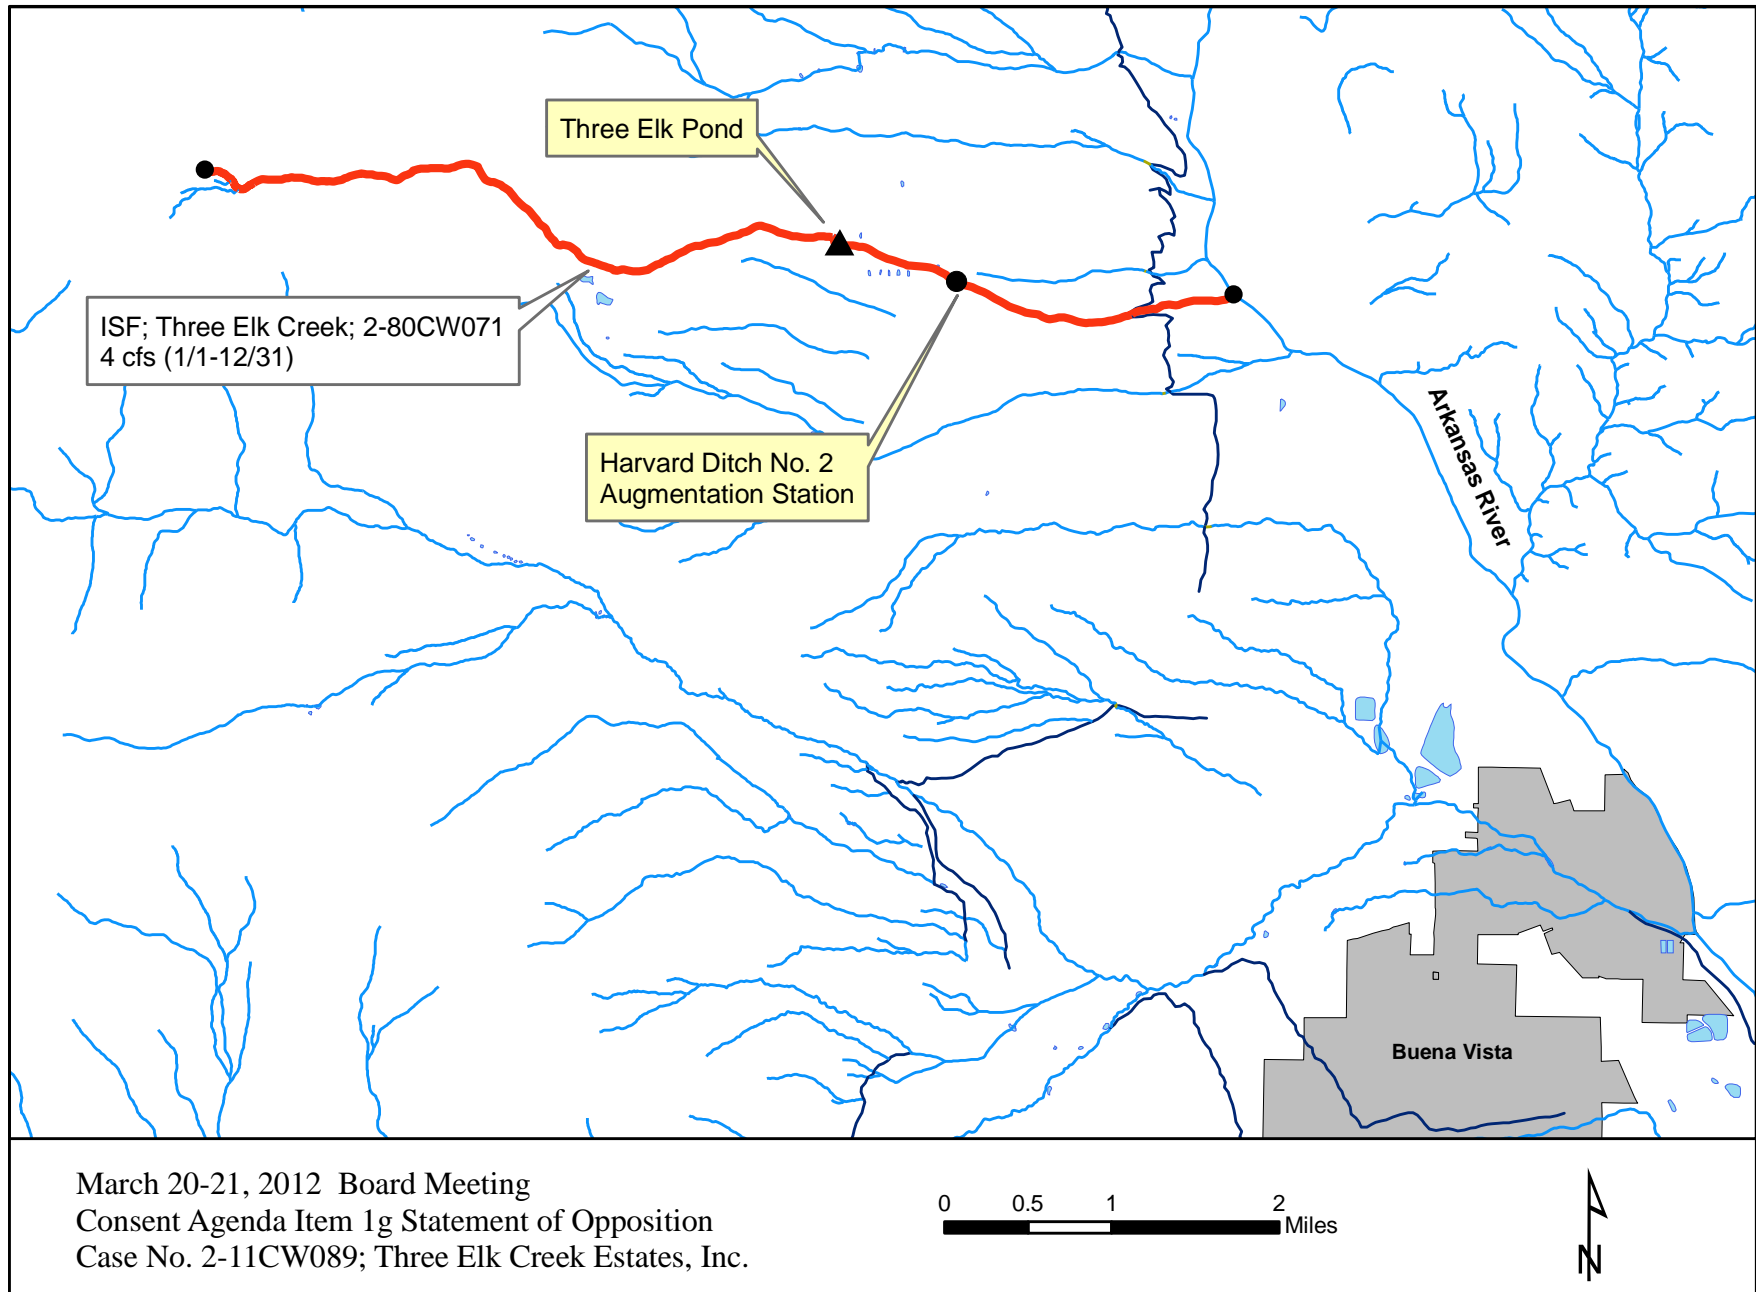 Three Elk Pond
ISF; Three Elk Creek; 2-80CW071
4 cfs (1/1-12/31)
Harvard Ditch No. 2
Augmentation Station
Arkansas River
Buena Vista
March 20-21, 2012  Board Meeting
Consent Agenda Item 1g Statement of Opposition
Case No. 2-11CW089; Three Elk Creek Estates, Inc.
0 0.5 1 2
Miles
N